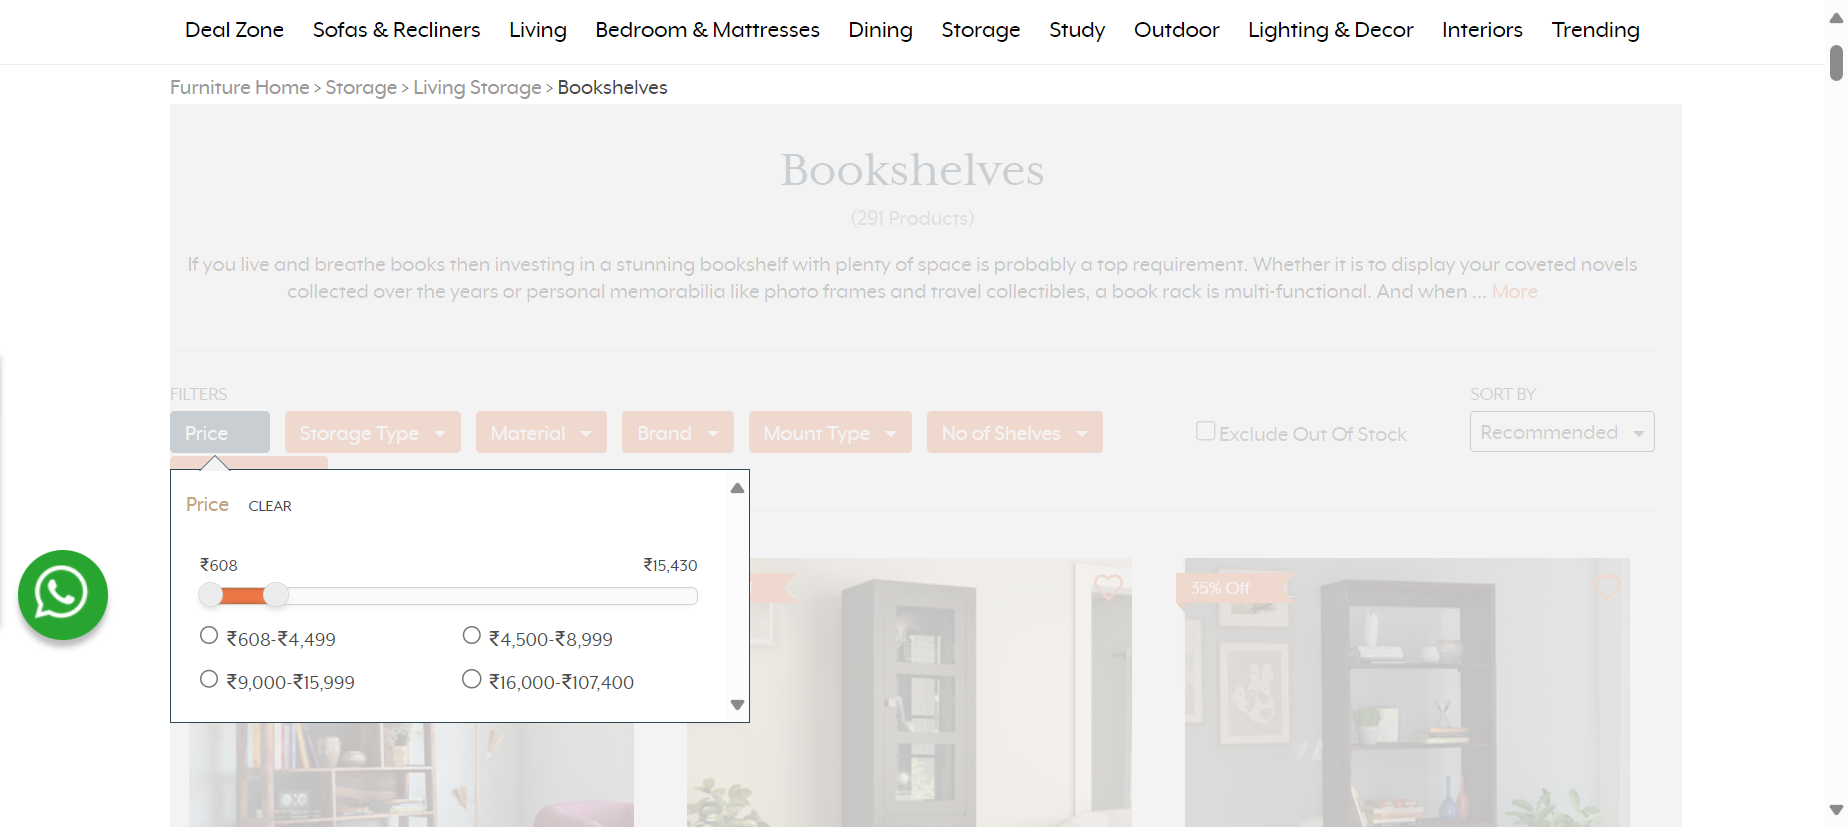 Deal Zone Sofas & Recliners Living Bedroom & Mattresses Dining Storage Study Outdoor Lighting & Decor Interiors Trending
Furniture Home > Storage > Living Storage > Bookshelves
Bookshelves
(291 Products)
If you live and breathe books then investing in a stunning bookshelf with plenty of space is probably a top requirement. Whether it is to display your coveted novels
collected over the years or personal memorabilia like photo frames and travel collectibles, a book rack is multi-functional. And when ... More
FILTERS
SORT BY
Price Storage Type Material Brand Mount Type No of Shelves Exclude Out Of Stock Recommended
Price CLEAR
₹608 ₹15,430
35% Off
₹608-₹4,499 ₹4,500-₹8,999
₹9,000-₹15,999 ₹16,000-₹107,400